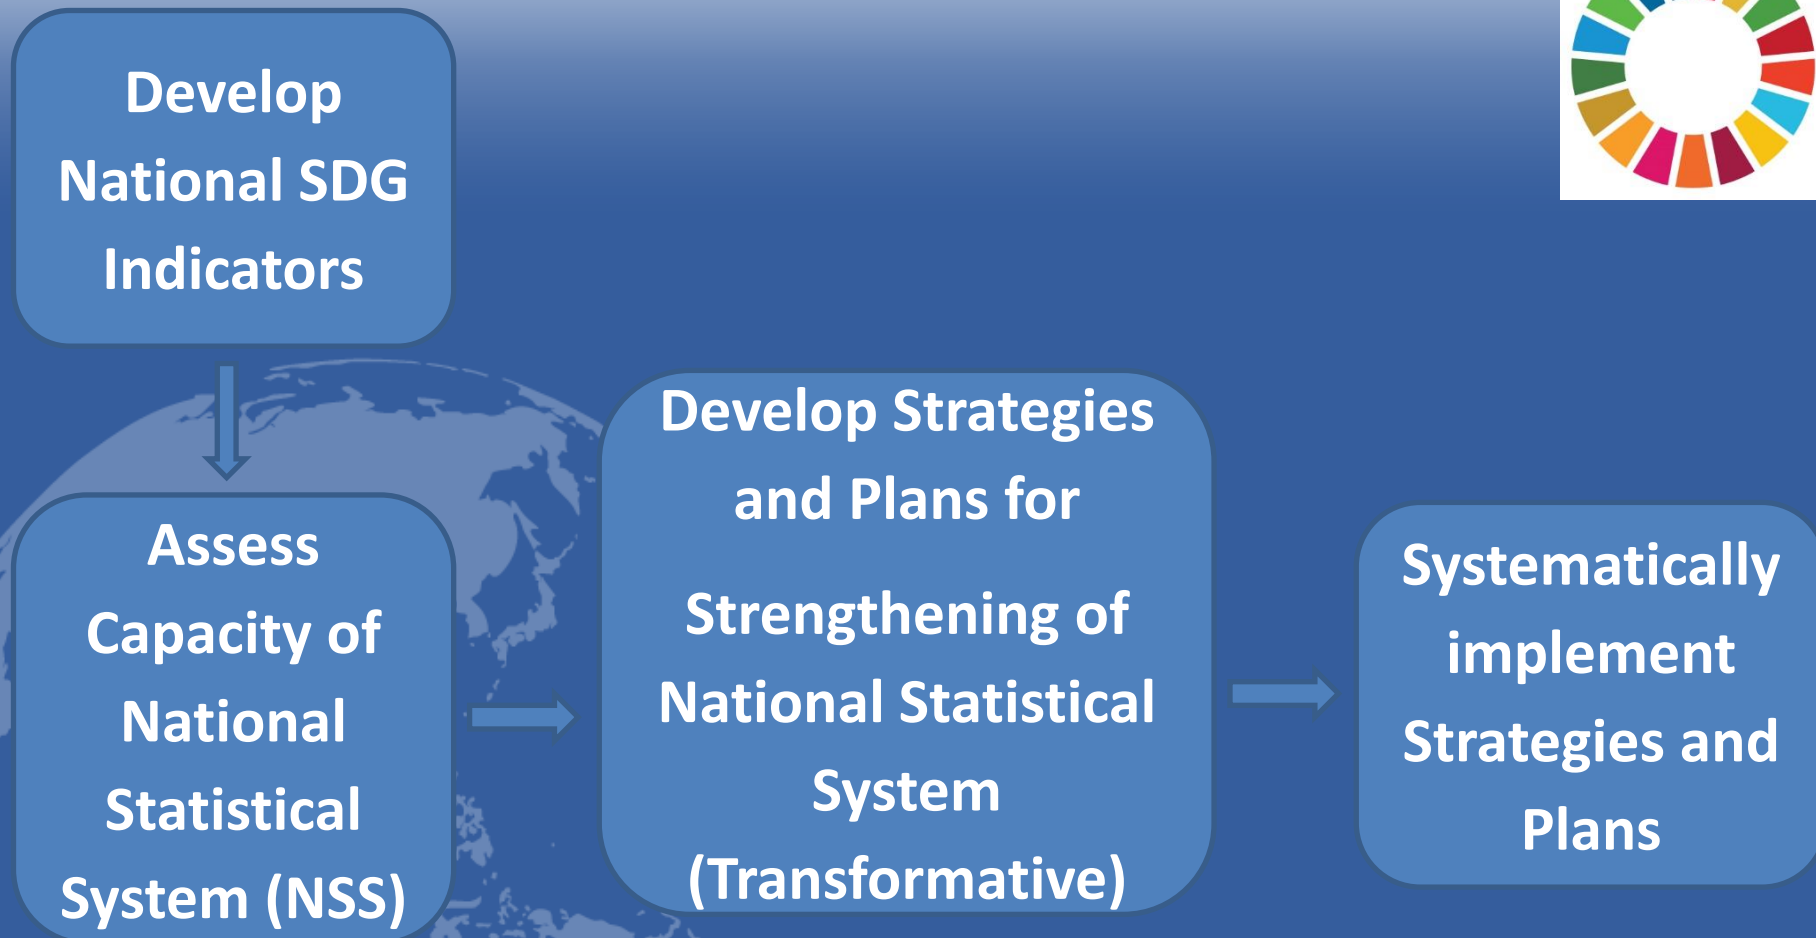 Develop
National SDG
Indicators
Assess
Capacity of
National
Statistical
System (NSS)
Develop Strategies
and Plans for
Strengthening of
National Statistical
System
(Transformative)
Systematically
implement
Strategies and
Plans